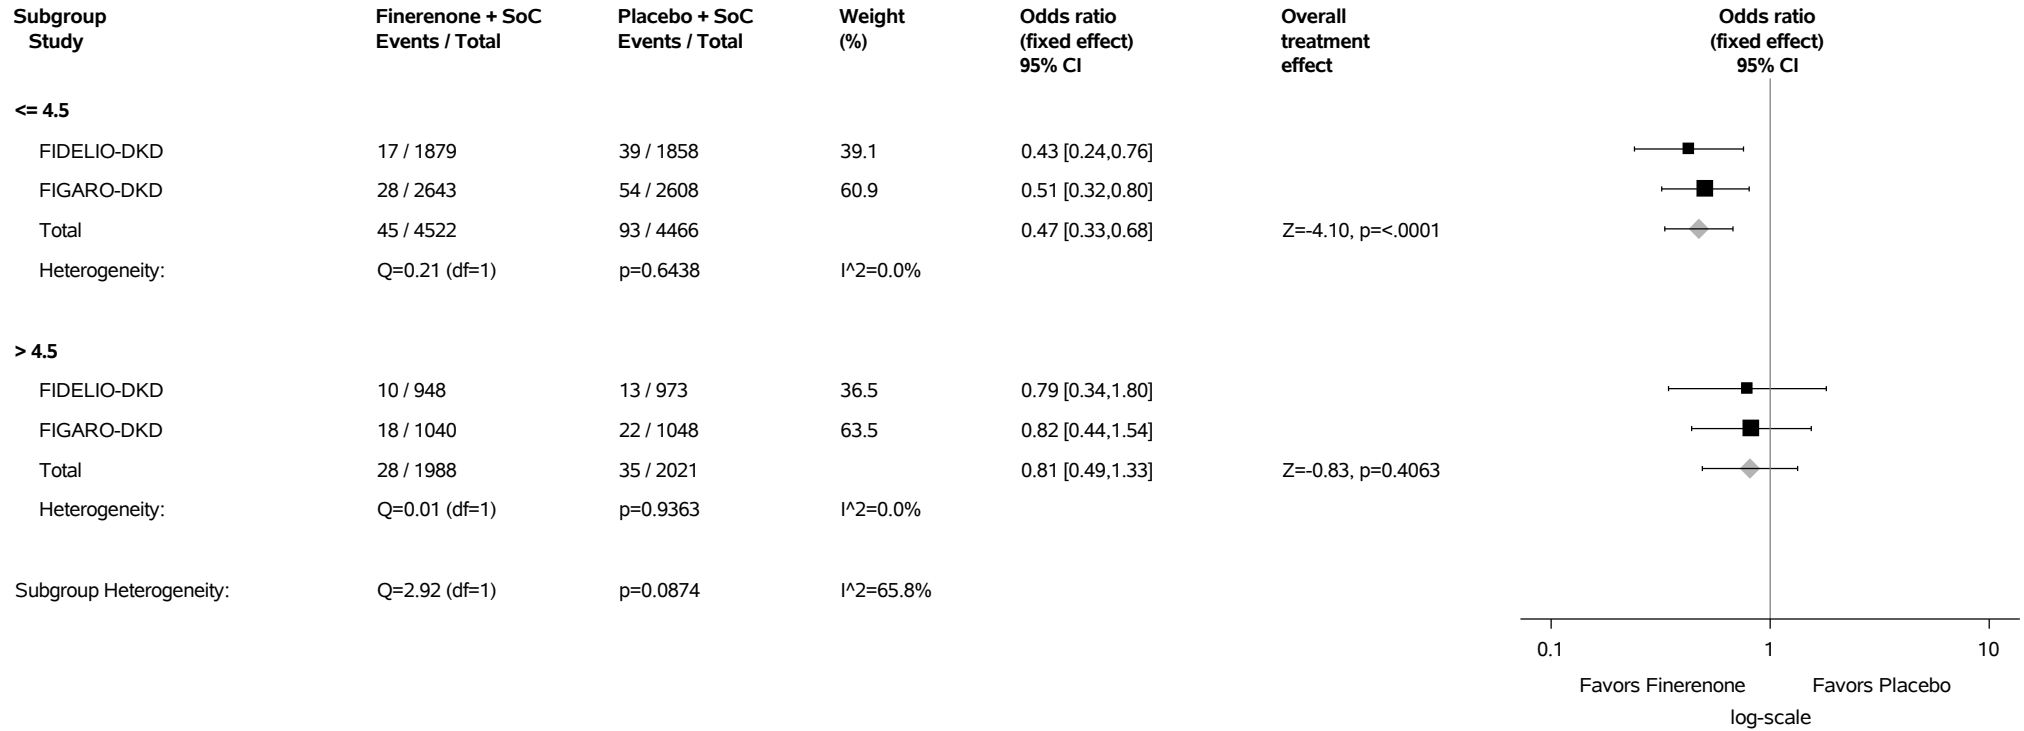 Subgroup Finerenone + SoC Placebo + SoC Weight Odds ratio Overall Odds ratio
Study Events / Total Events / Total (%) (fixed effect) treatment (fixed effect)
95% CI effect 95% CI
<= 4.5
FIDELIO-DKD 17 / 1879 39 / 1858 39.1 0.43 [0.24,0.76]
FIGARO-DKD 28 / 2643 54 / 2608 60.9 0.51 [0.32,0.80]
Total 45 / 4522 93 / 4466 0.47 [0.33,0.68] Z=-4.10, p=<.0001
Heterogeneity: Q=0.21 (df=1) p=0.6438 I^2=0.0%
> 4.5
FIDELIO-DKD 10 / 948 13 / 973 36.5 0.79 [0.34,1.80]
FIGARO-DKD 18 / 1040 22 / 1048 63.5 0.82 [0.44,1.54]
Total 28 / 1988 35 / 2021 0.81 [0.49,1.33] Z=-0.83, p=0.4063
Heterogeneity: Q=0.01 (df=1) p=0.9363 I^2=0.0%
Subgroup Heterogeneity: Q=2.92 (df=1) p=0.0874 I^2=65.8%
0.1 1 10
Favors Finerenone Favors Placebo
log-scale